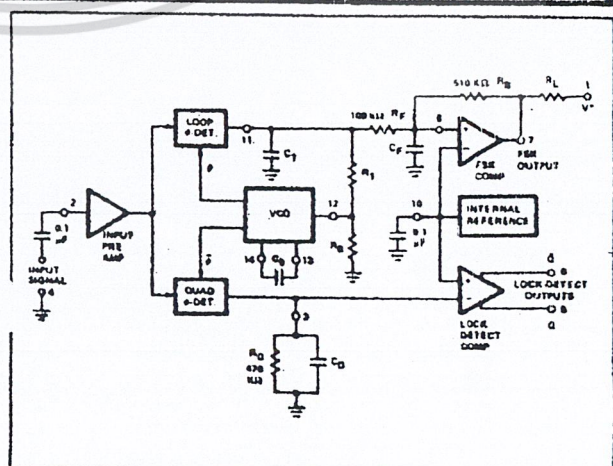 510 KΩ RB RL 1
V+
LOOP
φ-DET.
11
100 kΩ RF
8
+
-
7
FSK
OUTPUT
FSK
COMP
C1
CF
R1
2
INPUT
PRE
AMP
0.1
μF
INPUT
SIGNAL
4
VCO
12
14 C0 13
R0
10
0.1
μF
INTERNAL
REFERENCE
QUAD
φ-DET.
3
+
-
6
LOCK-DETECT
OUTPUTS
Q
LOCK
DETECT
COMP
470
KΩ
CD